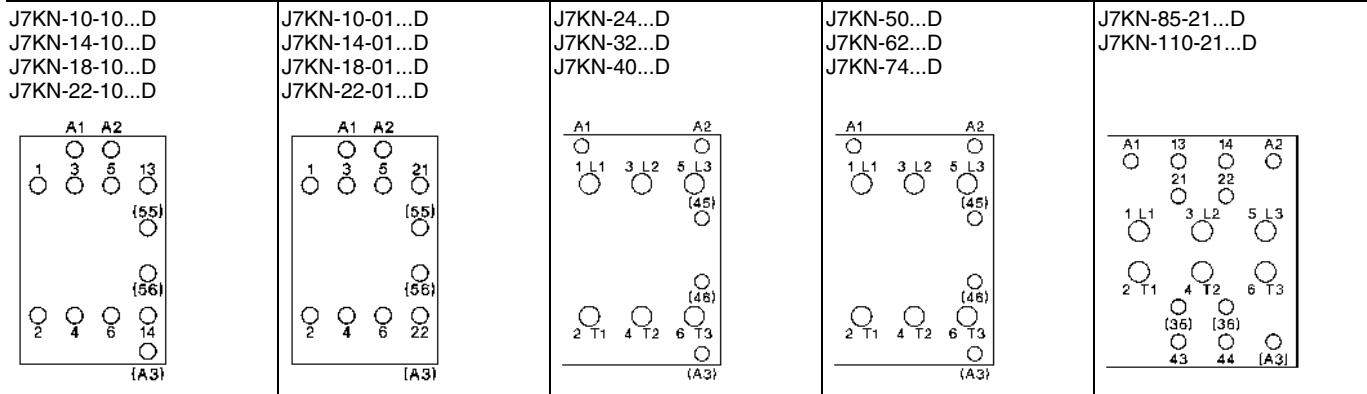 J7KN-10-10...D
J7KN-14-10...D
J7KN-18-10...D
J7KN-22-10...D
A1 A2
1 3 5 13
(55)
(56)
2 4 6 14
(A3)
J7KN-10-01...D
J7KN-14-01...D
J7KN-18-01...D
J7KN-22-01...D
A1 A2
1 3 5 21
(55)
(56)
2 4 6 22
(A3)
J7KN-24...D
J7KN-32...D
J7KN-40...D
A1 A2
1 L1 3 L2 5 L3
(45)
(46)
2 T1 4 T2 6 T3
(A3)
J7KN-50...D
J7KN-62...D
J7KN-74...D
A1 A2
1 L1 3 L2 5 L3
(45)
(46)
2 T1 4 T2 6 T3
(A3)
J7KN-85-21...D
J7KN-110-21...D
A1 13 14 A2
21 22
1 L1 3 L2 5 L3
2 T1 4 T2 6 T3
(35) (36)
43 44 (A3)